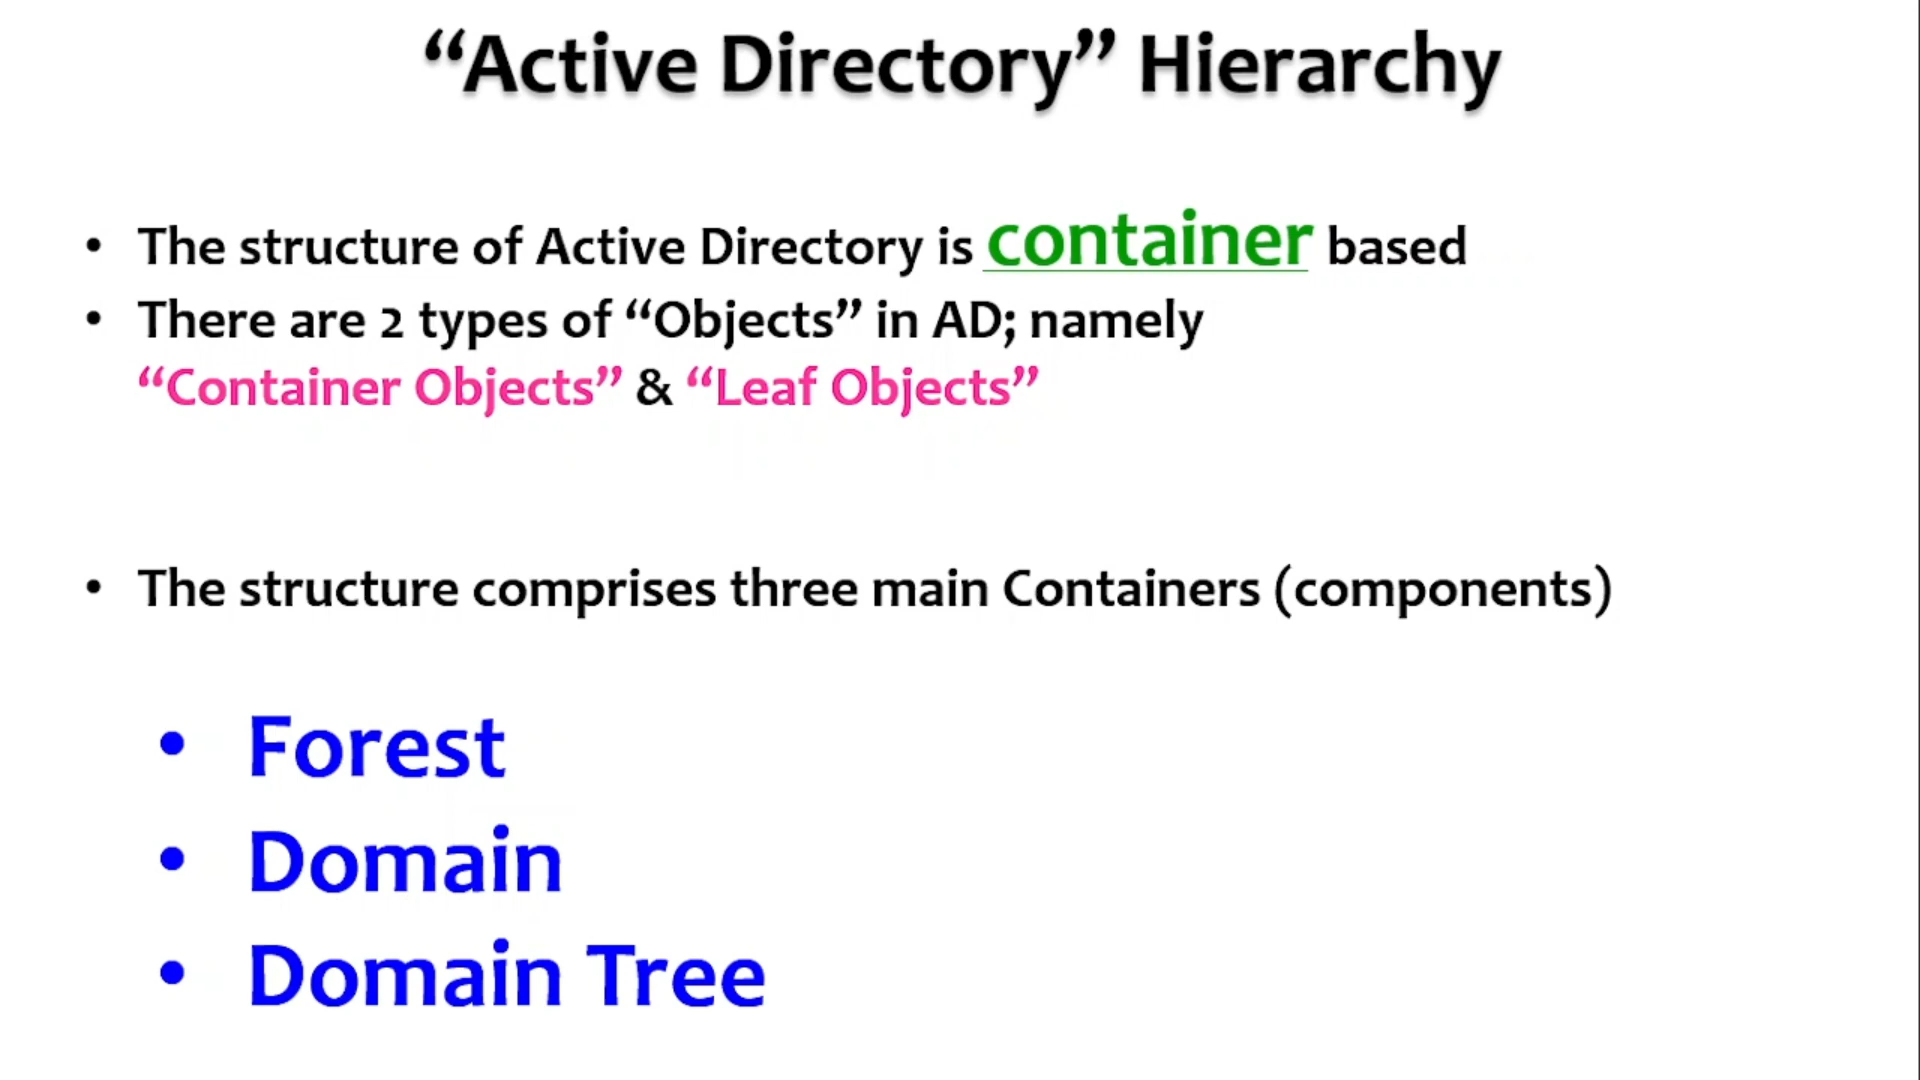 “Active Directory” Hierarchy
• The structure of Active Directory is container based
• There are 2 types of “Objects” in AD; namely
“Container Objects” & “Leaf Objects”
• The structure comprises three main Containers (components)
• Forest
• Domain
• Domain Tree